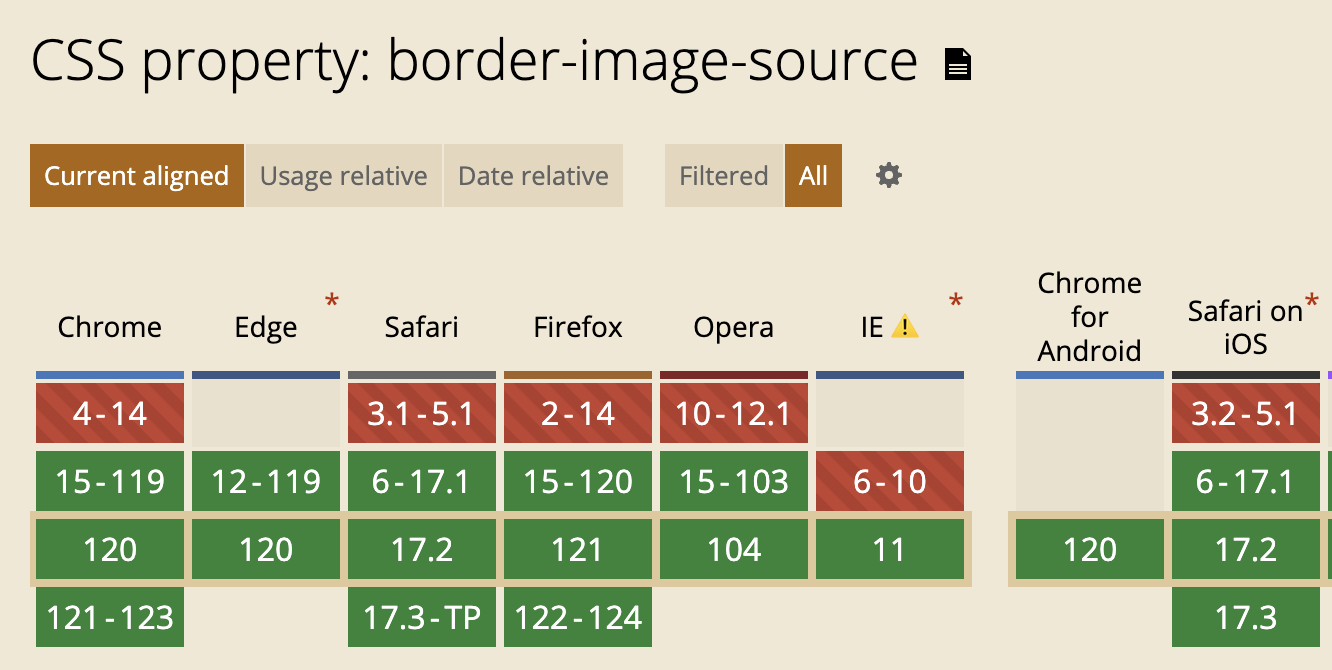 CSS property: border-image-source
Current aligned Usage relative Date relative Filtered All
Chrome Edge * Safari Firefox Opera IE * Chrome for Android Safari on iOS *
4-14 3.1-5.1 2-14 10-12.1 3.2-5.1
15-119 12-119 6-17.1 15-120 15-103 6-10 6-17.1
120 120 17.2 121 104 11 120 17.2
121-123 17.3-TP 122-124 17.3